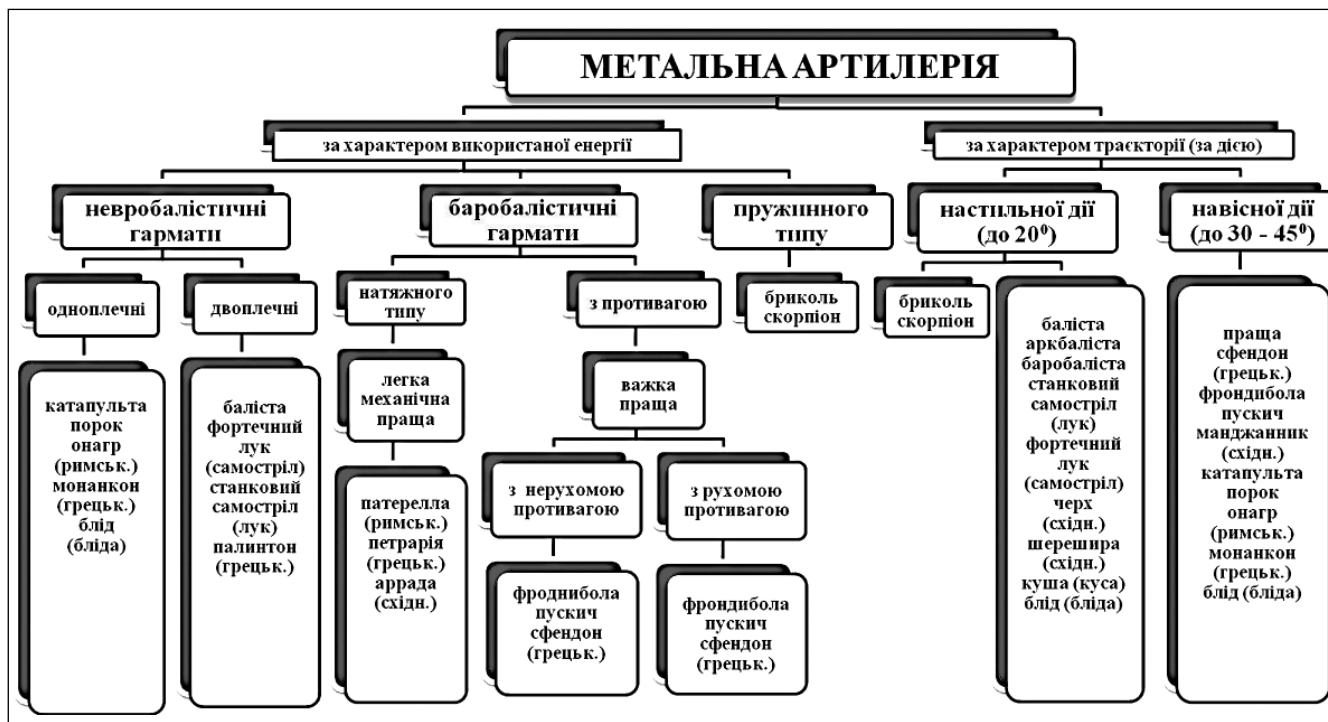 МЕТАЛЬНА АРТИЛЕРІЯ
за характером використаної енергії
за характером траєкторії (за дією)
невробалістичні
гармати
баробалістичні
гармати
пружинного
типу
настильної дії
(до 20⁰)
навісної дії
(до 30 - 45⁰)
одноплечні
двоплечні
натяжного
типу
з противагою
бриколь
скорпіон
бриколь
скорпіон
катапульта
порок
онагр
(римськ.)
монанкон
(грецьк.)
блід
(бліда)
баліста
фортечний
лук
(самостріл)
станковий
самостріл
(лук)
палинтон
(грецьк.)
легка
механічна
праща
патерелла
(римськ.)
петрарія
(грецьк.)
аррада
(східн.)
важка
праща
з нерухомою
противагою
фроднибола
пускич
сфендон
(грецьк.)
з рухомою
противагою
фрондибола
пускич
сфендон
(грецьк.)
баліста
аркбаліста
баробаліста
станковий
самостріл
(лук)
фортечний
лук
(самостріл)
черх
(східн.)
шерешира
(східн.)
куша (куса)
блід (бліда)
праща
сфендон
(грецьк.)
фрондибола
пускич
манджанник
(східн.)
катапульта
порок
онагр
(римськ.)
монанкон
(грецьк.)
блід (бліда)